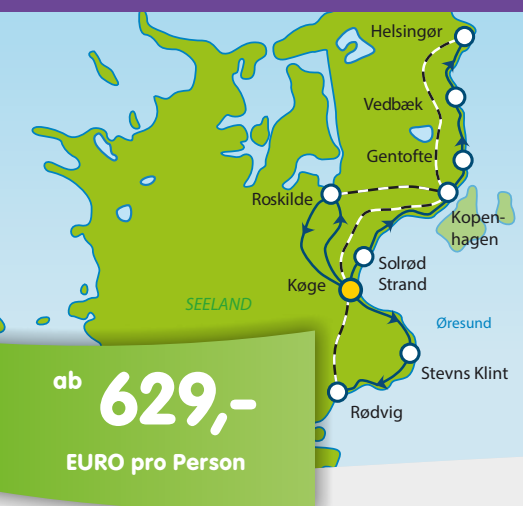 Helsingør
Vedbæk
Gentofte
Roskilde
Kopen-
hagen
Solrød
Strand
Køge
SEELAND
Øresund
Stevns Klint
Rødvig
ab 629,-
EURO pro Person